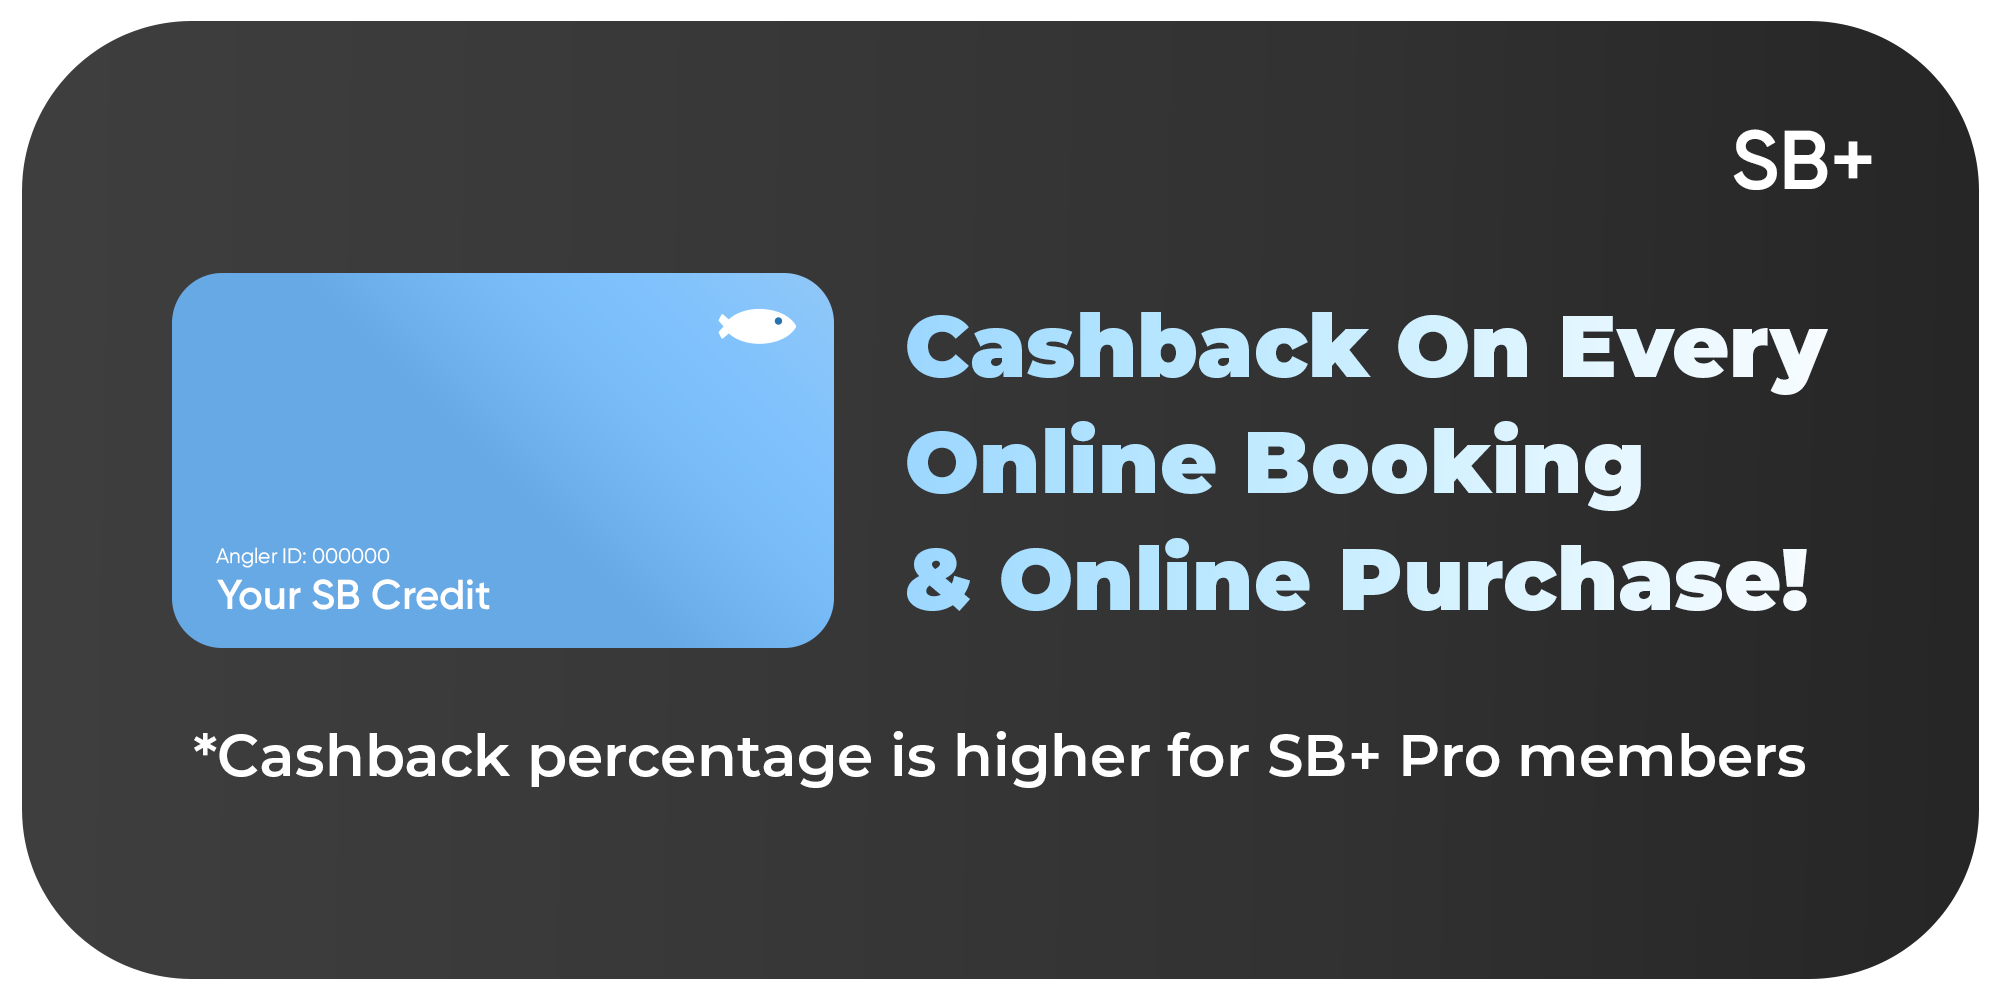 SB+
Cashback On Every
Online Booking
& Online Purchase!
Angler ID: 000000
Your SB Credit
*Cashback percentage is higher for SB+ Pro members